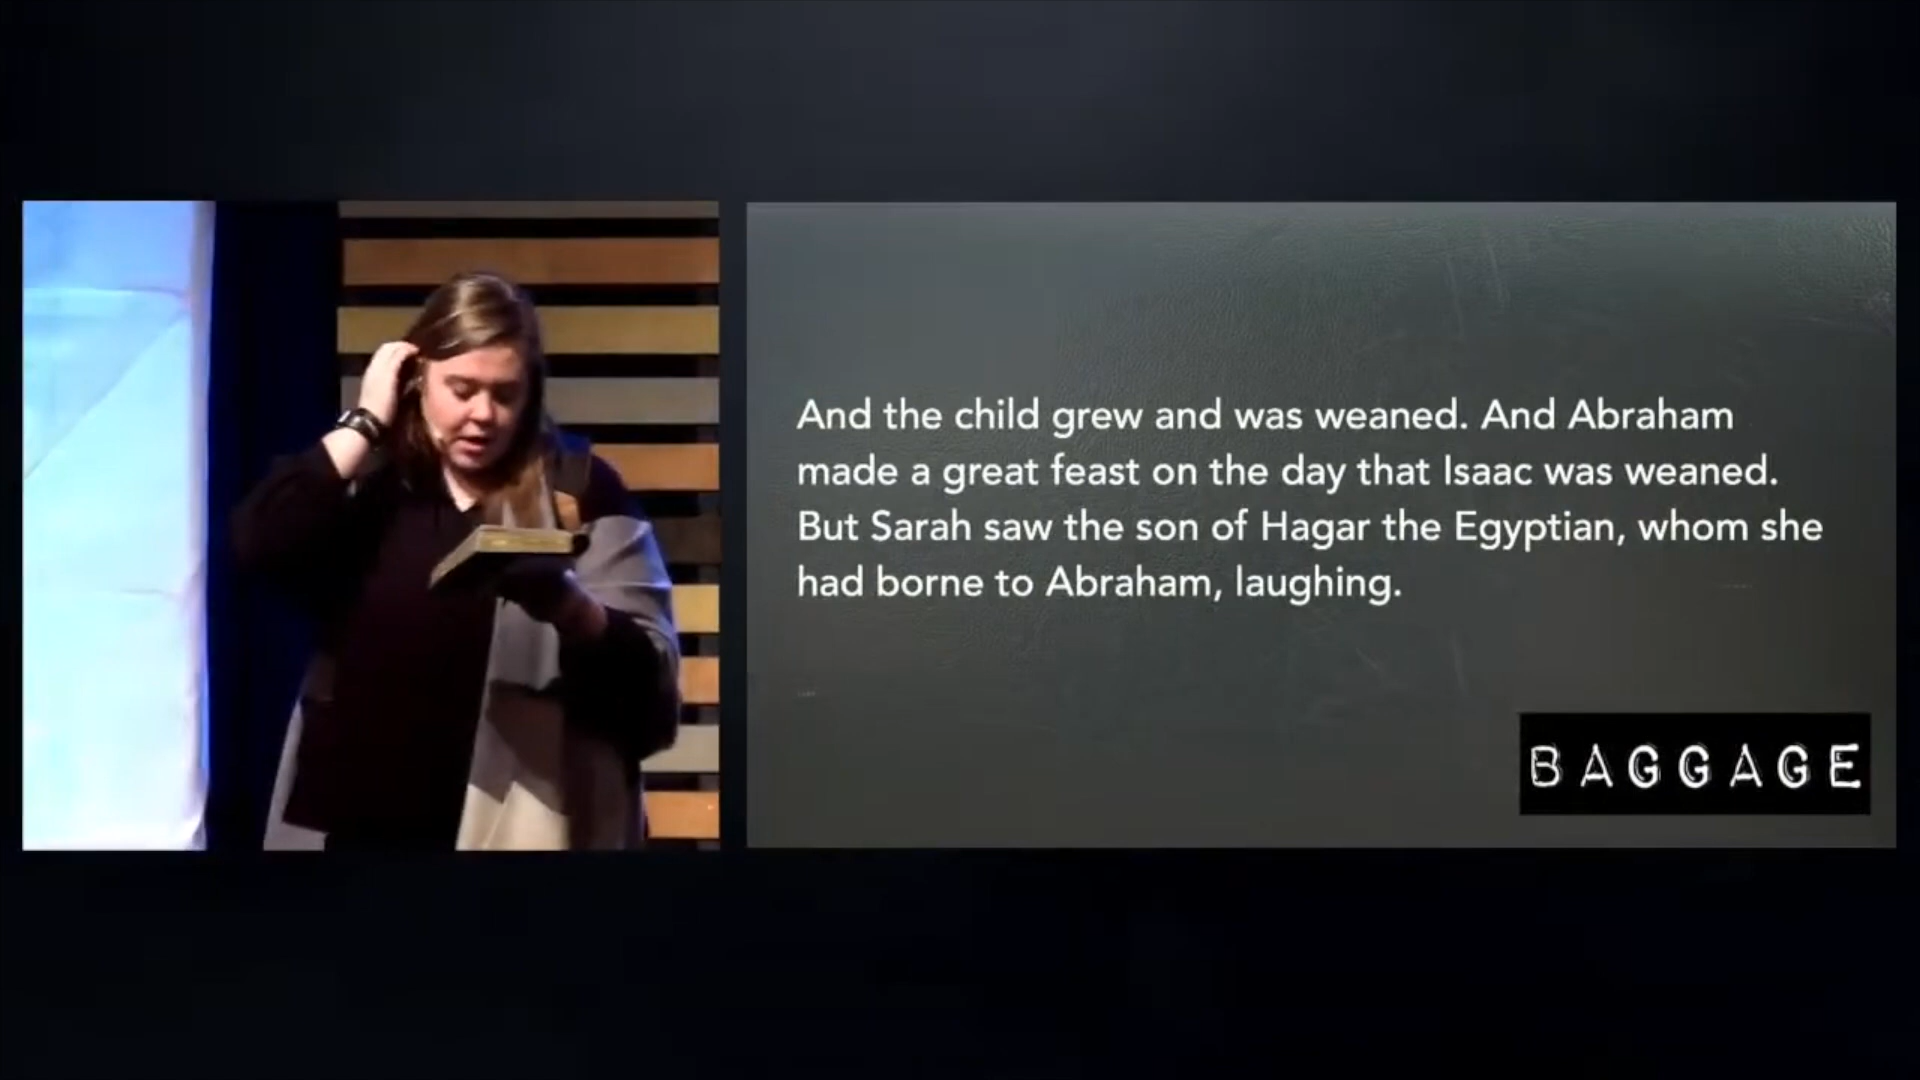 And the child grew and was weaned. And Abraham
made a great feast on the day that Isaac was weaned.
But Sarah saw the son of Hagar the Egyptian, whom she
had borne to Abraham, laughing.
BAGGAGE